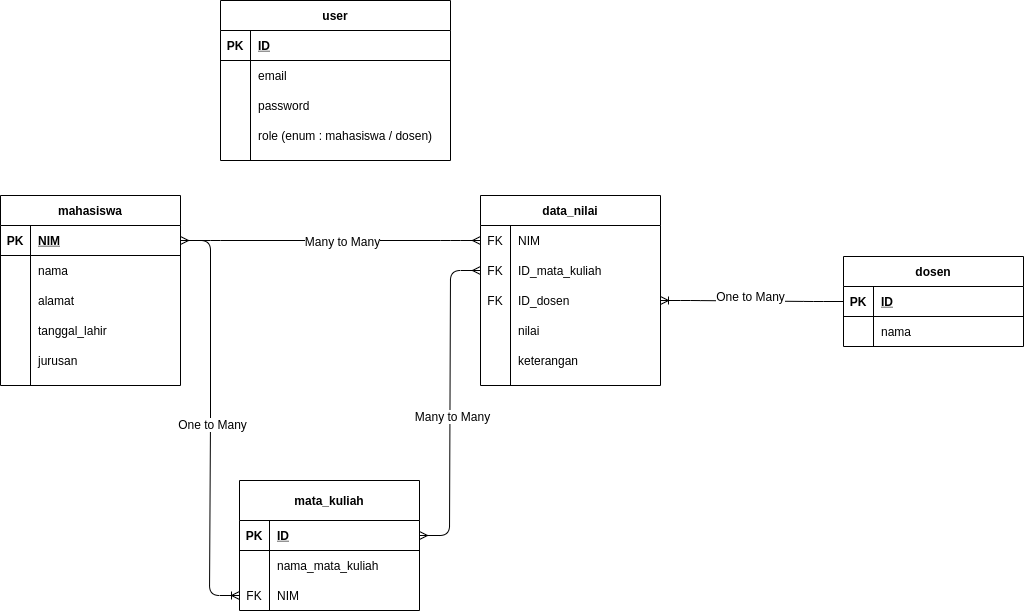 user
PK ID
email
password
role (enum : mahasiswa / dosen)
mahasiswa
PK NIM
nama
alamat
tanggal_lahir
jurusan
Many to Many
data_nilai
FK NIM
FK ID_mata_kuliah
FK ID_dosen
nilai
keterangan
One to Many
dosen
PK ID
nama
One to Many
Many to Many
mata_kuliah
PK ID
nama_mata_kuliah
FK NIM